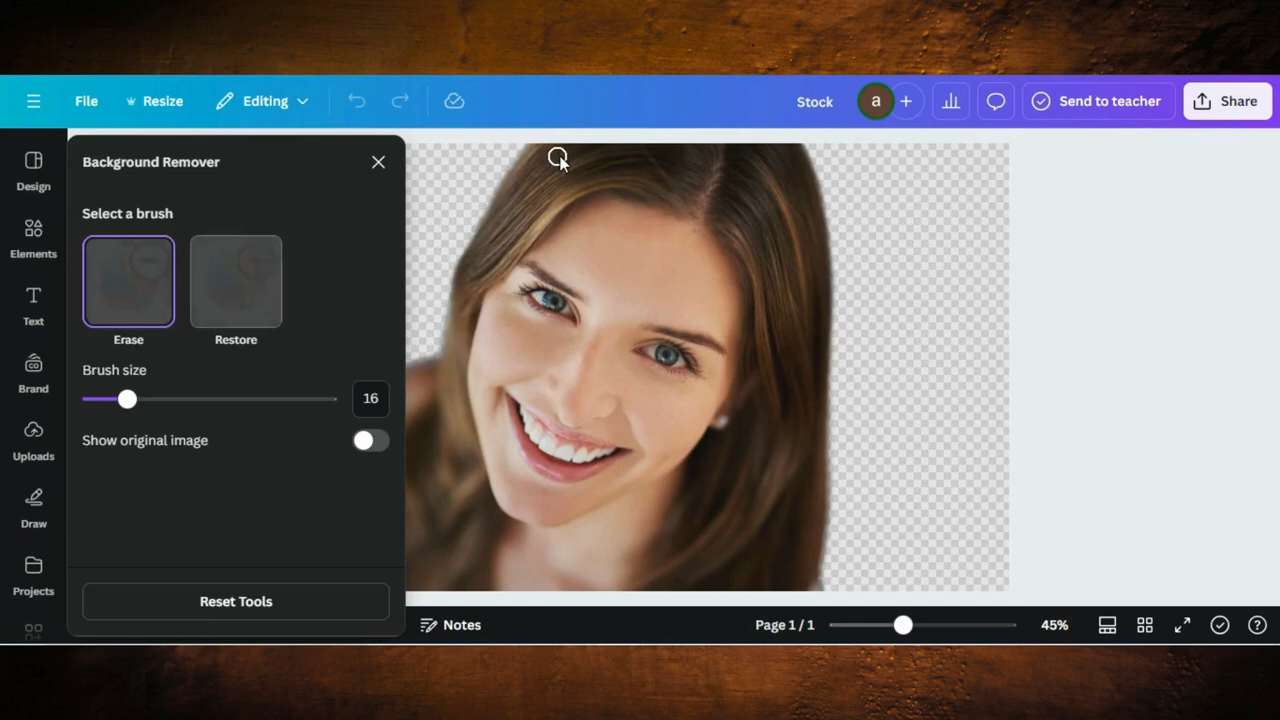 File
Resize
Editing
Stock
a
Send to teacher
Share
Design
Elements
Text
Brand
Uploads
Draw
Projects
Background Remover
Select a brush
Erase
Restore
Brush size
16
Show original image
Reset Tools
Notes
Page 1 / 1
45%